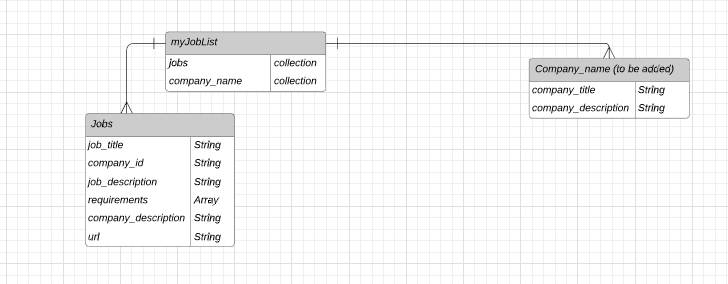 myJobList
jobs collection
company_name collection
Company_name (to be added)
company_title String
company_description String
Jobs
job_title String
company_id String
job_description String
requirements Array
company_description String
url String